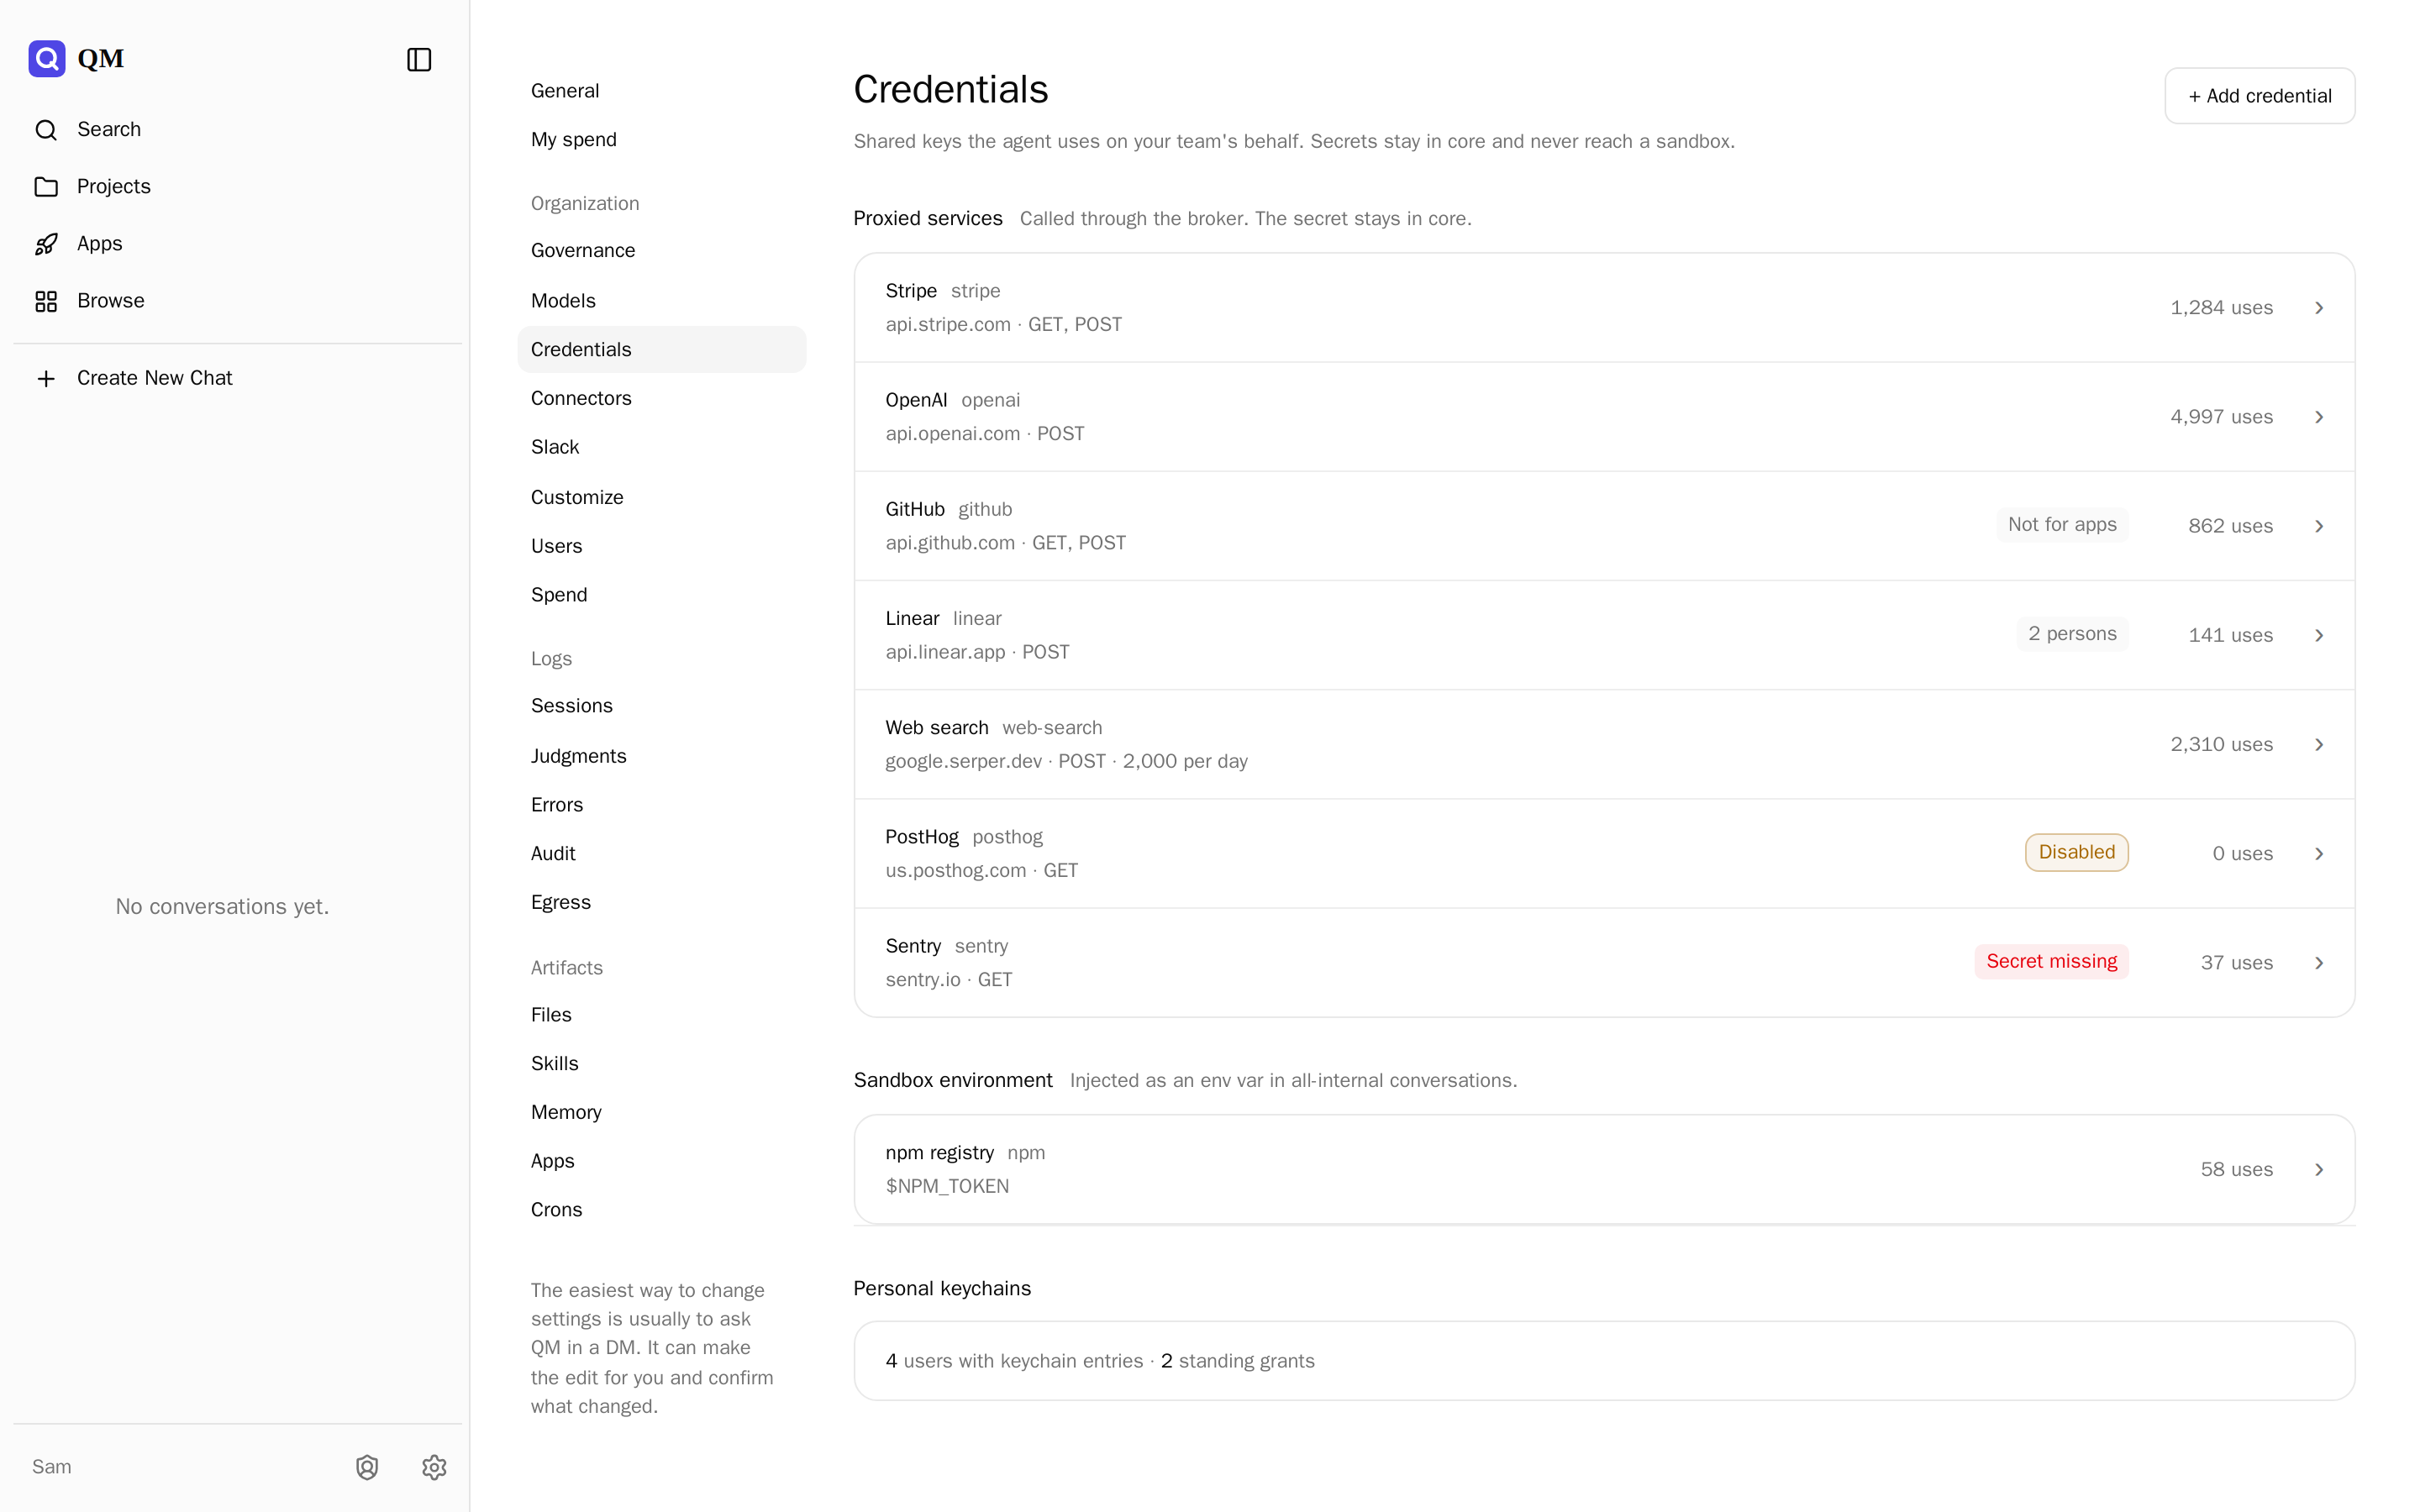 QM
Search
Projects
Apps
Browse
Create New Chat
No conversations yet.
Sam
General
My spend
Organization
Governance
Models
Credentials
Connectors
Slack
Customize
Users
Spend
Logs
Sessions
Judgments
Errors
Audit
Egress
Artifacts
Files
Skills
Memory
Apps
Crons
The easiest way to change
settings is usually to ask
QM in a DM. It can make
the edit for you and confirm
what changed.
Credentials
+ Add credential
Shared keys the agent uses on your team's behalf. Secrets stay in core and never reach a sandbox.
Proxied services Called through the broker. The secret stays in core.
Stripe stripe
api.stripe.com · GET, POST
1,284 uses
OpenAI openai
api.openai.com · POST
4,997 uses
GitHub github
api.github.com · GET, POST
Not for apps 862 uses
Linear linear
api.linear.app · POST
2 persons 141 uses
Web search web-search
google.serper.dev · POST · 2,000 per day
2,310 uses
PostHog posthog
us.posthog.com · GET
Disabled 0 uses
Sentry sentry
sentry.io · GET
Secret missing 37 uses
Sandbox environment Injected as an env var in all-internal conversations.
npm registry npm
$NPM_TOKEN
58 uses
Personal keychains
4 users with keychain entries · 2 standing grants